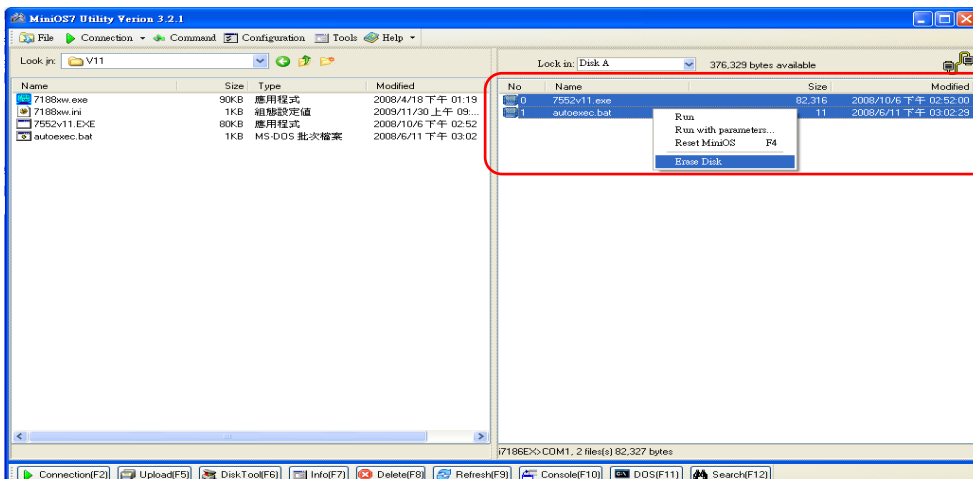 MiniOS7 Utility Verion 3.2.1
File Connection Command Configuration Tools Help
Look in: V11
Lock in: Disk A 376,329 bytes available
Name Size Type Modified
7188xw.exe 90KB 應用程式 2008/4/18 下午 01:19
7188xw.ini 1KB 組態設定值 2009/11/30 上午 09:...
7552v11.EXE 80KB 應用程式 2008/10/6 下午 02:52
autoexec.bat 1KB MS-DOS 批次檔案 2008/6/11 下午 03:02
No Name Size Modified
0 7552v11.exe 82,316 2008/10/6 下午 02:52:00
1 autoexec.bat 11 2008/6/11 下午 03:02:29
Run
Run with parameters...
Reset MiniOS F4
Erase Disk
i7186EX>COM1, 2 files(s) 82,327 bytes
Connection(F2) Upload(F5) DiskTool(F6) Info(F7) Delete(F8) Refresh(F9) Console(F10) DOS(F11) Search(F12)